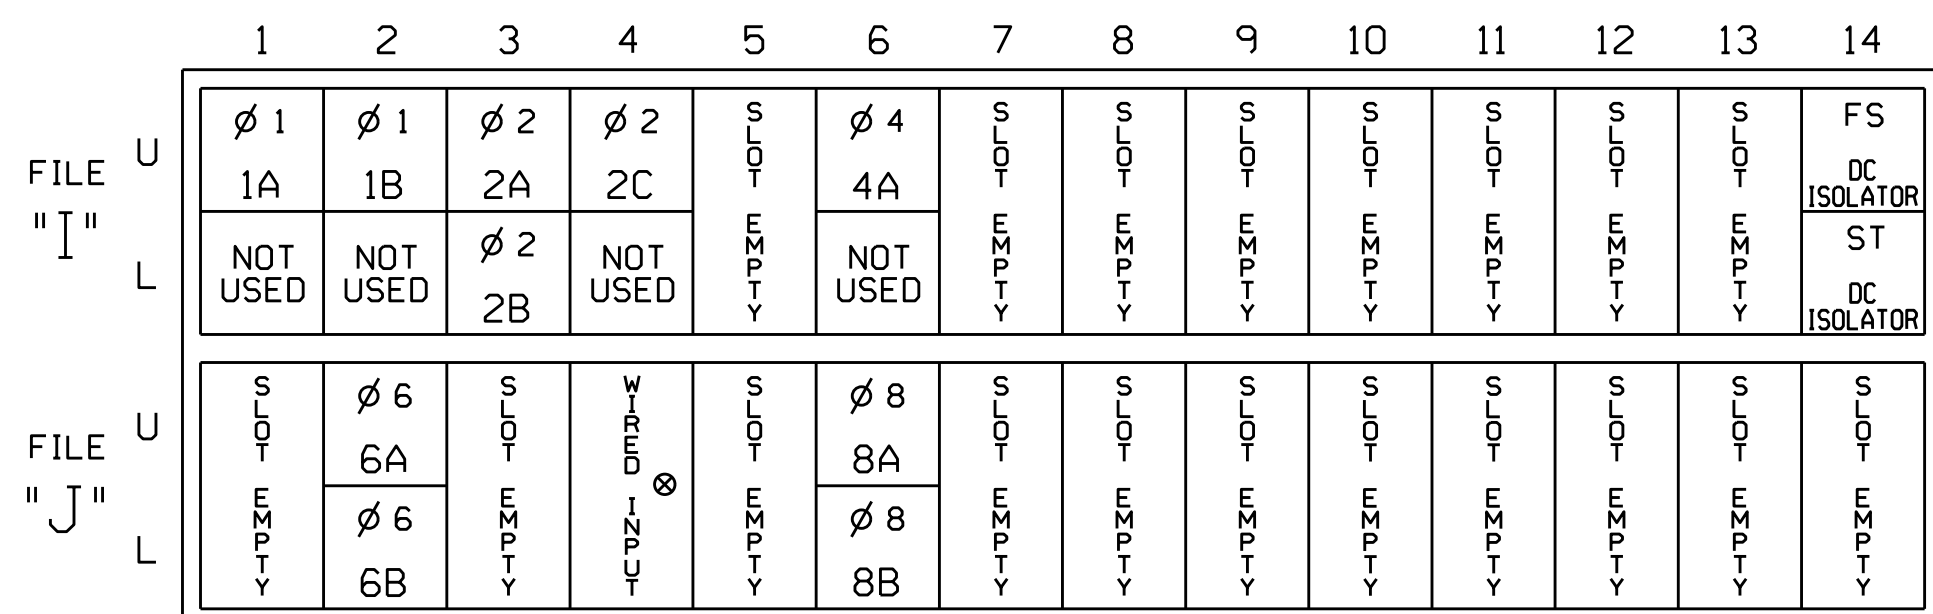 1 2 3 4 5 6 7 8 9 10 11 12 13 14
FILE "I"
U
L
Ø 1
1A
NOT
USED
Ø 1
1B
NOT
USED
Ø 2
2A
Ø 2
2B
Ø 2
2C
NOT
USED
SLOT EMPTY
Ø 4
4A
NOT
USED
SLOT EMPTY
SLOT EMPTY
SLOT EMPTY
SLOT EMPTY
SLOT EMPTY
SLOT EMPTY
SLOT EMPTY
FS
DC
ISOLATOR
ST
DC
ISOLATOR
FILE "J"
U
L
SLOT EMPTY
Ø 6
6A
Ø 6
6B
SLOT EMPTY
WIRED INPUT
SLOT EMPTY
Ø 8
8A
Ø 8
8B
SLOT EMPTY
SLOT EMPTY
SLOT EMPTY
SLOT EMPTY
SLOT EMPTY
SLOT EMPTY
SLOT EMPTY
SLOT EMPTY